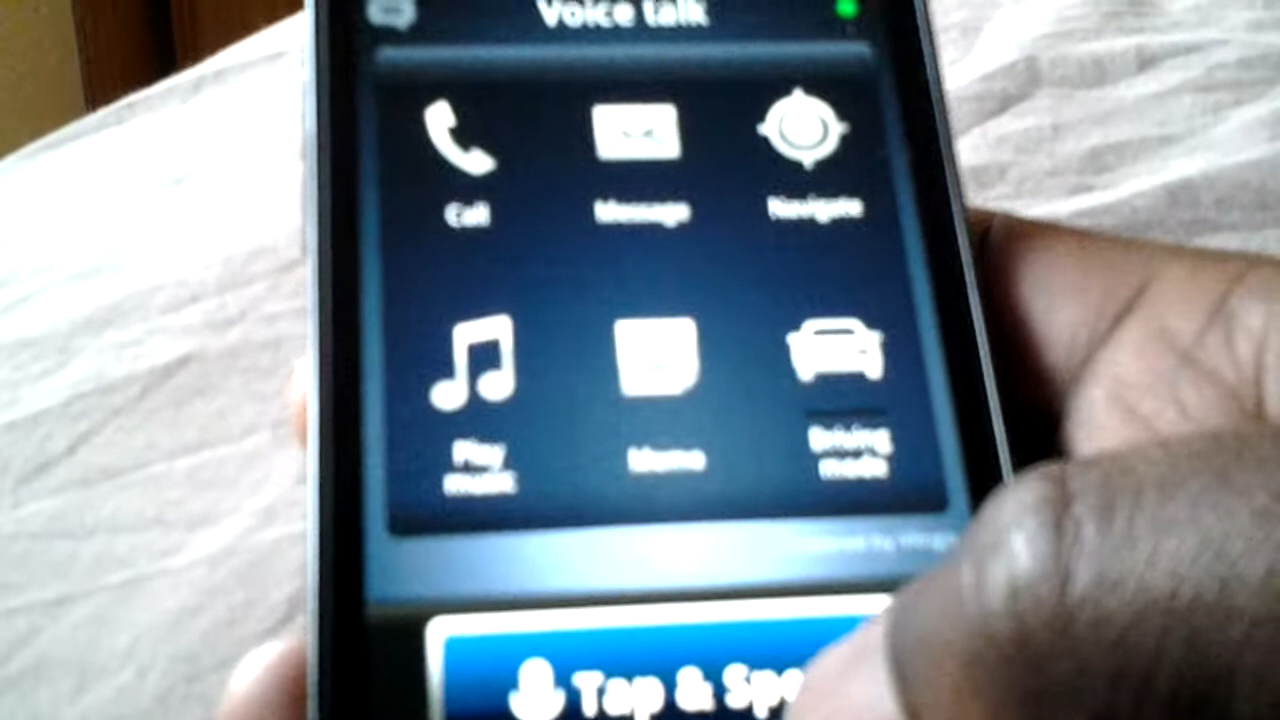 Voice talk
Call
Message
Navigate
Play
music
Memo
Driving
mode
Tap & Spe